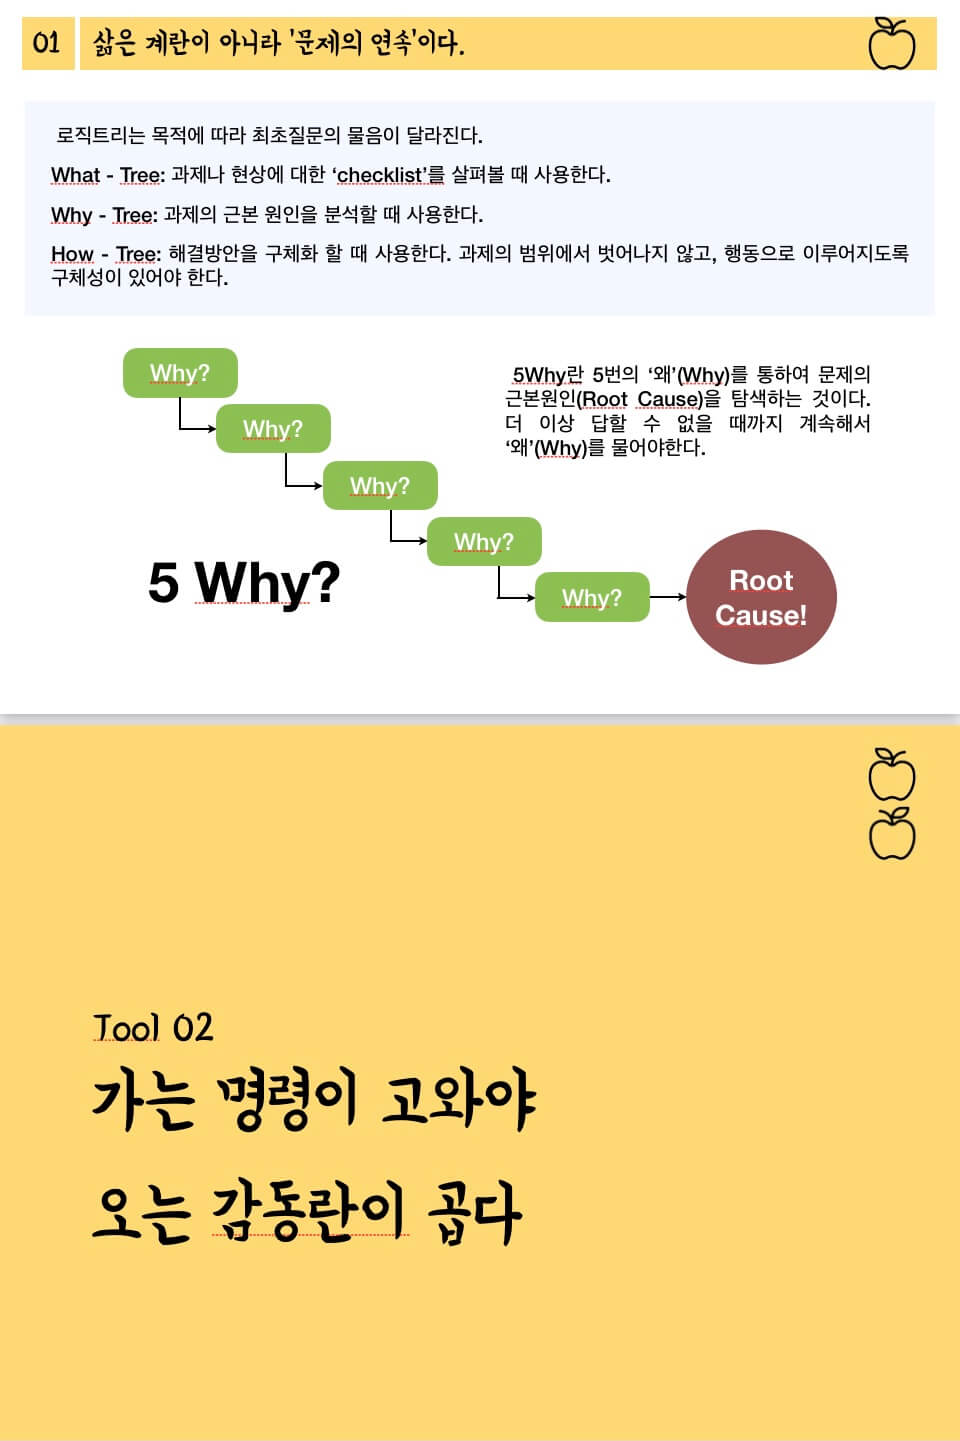 01 삶은 계란이 아니라 '문제의 연속'이다.
로직트리는 목적에 따라 최초질문의 물음이 달라진다.
What - Tree: 과제나 현상에 대한 ‘checklist’를 살펴볼 때 사용한다.
Why - Tree: 과제의 근본 원인을 분석할 때 사용한다.
How - Tree: 해결방안을 구체화 할 때 사용한다. 과제의 범위에서 벗어나지 않고, 행동으로 이루어지도록
구체성이 있어야 한다.
Why?
Why?
Why?
Why?
Why?
5Why란 5번의 ‘왜’(Why)를 통하여 문제의
근본원인(Root Cause)을 탐색하는 것이다.
더 이상 답할 수 없을 때까지 계속해서
‘왜’(Why)를 물어야한다.
5 Why?
Root
Cause!
Tool 02
가는 명령이 고와야
오는 감동란이 곱다